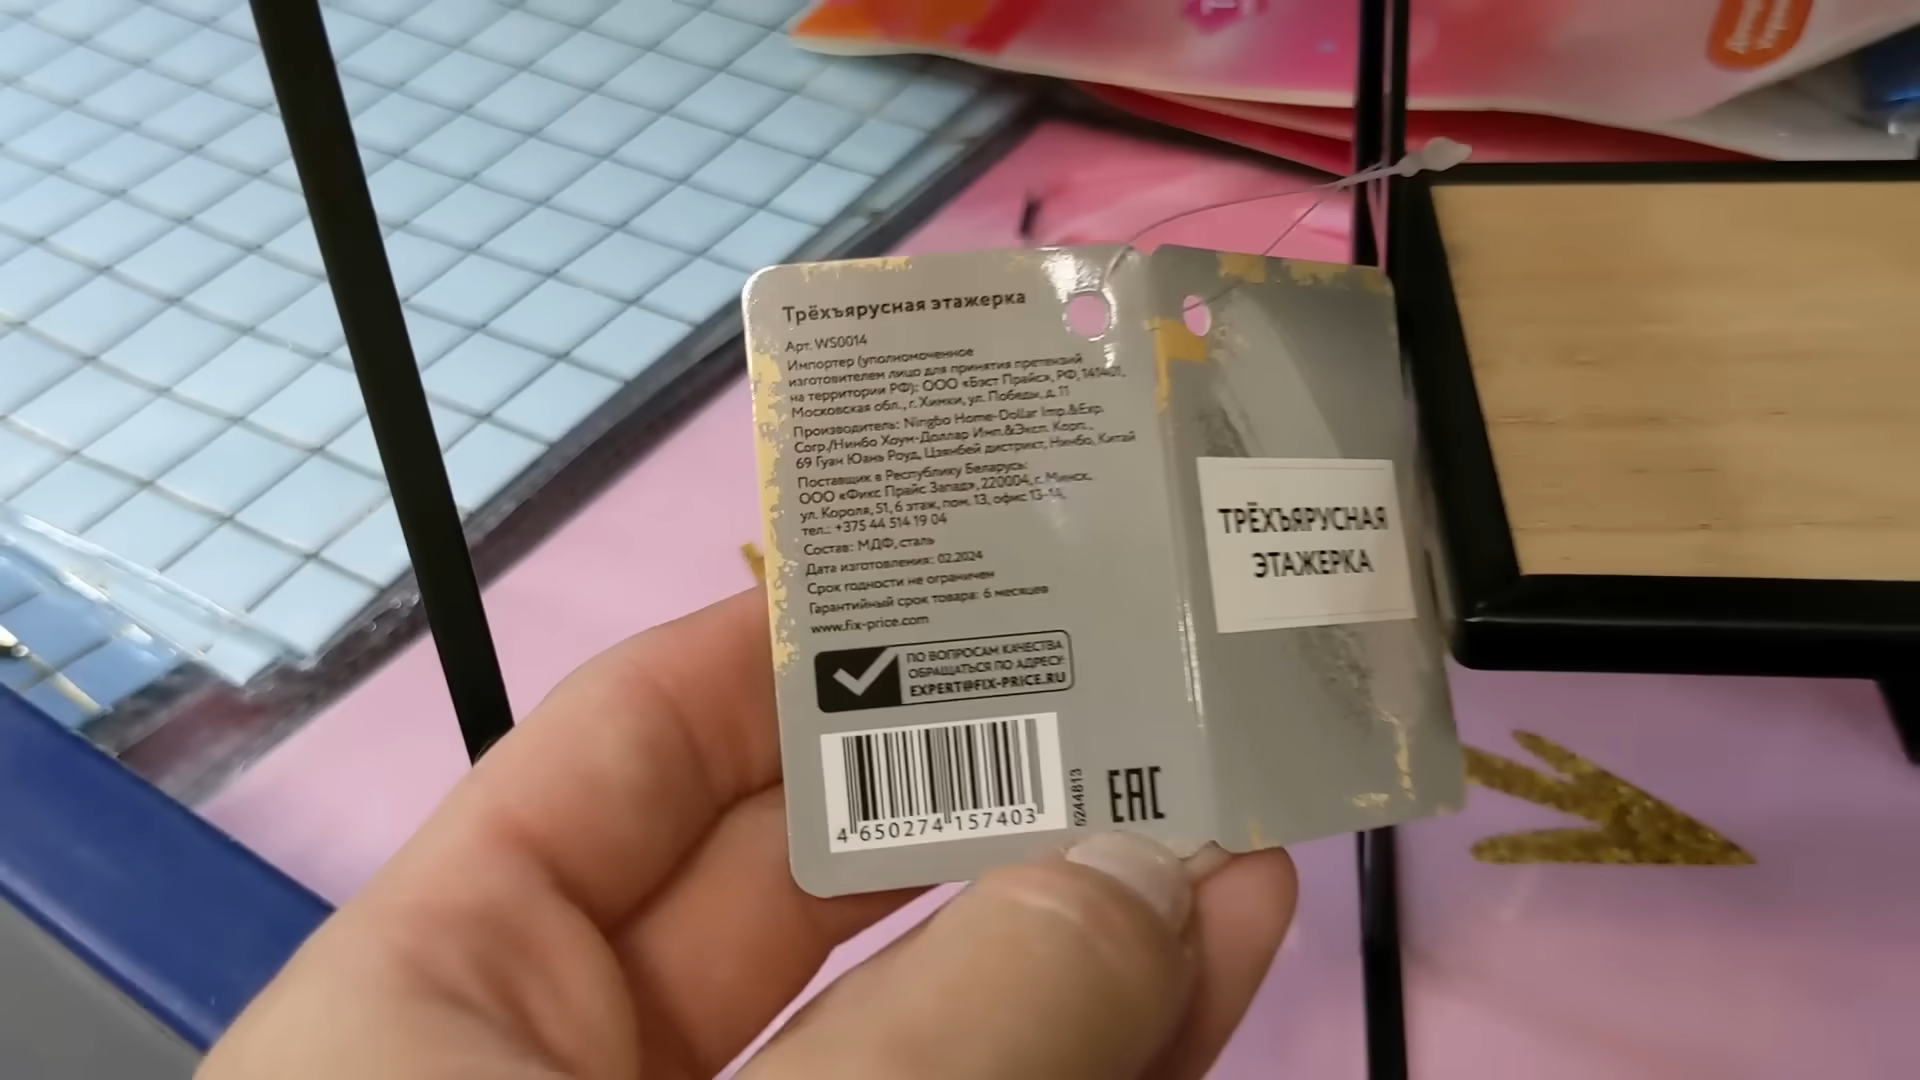 Трёхъярусная этажерка
Арт. WS0014
Импортер (уполномоченное
изготовителем лицо для принятия претензий
на территории РФ): ООО «Бэст Прайс», РФ, 141401,
Московская обл., г. Химки, ул. Победы, д. 11
Производитель: Ningbo Home-Dollar Imp.&Exp.
Corp./Нинбо Хоум-Доллар Имп.&Эксп. Корп.,
69 Гуан Юань Роуд, Цзянбей дистрикт, Нинбо, Китай
Поставщик в Республику Беларусь:
ООО «Фикс Прайс Запад», 220004, г. Минск,
ул. Короля, 51, 6 этаж, пом. 13, офис 13-14,
тел.: +375 44 514 19 04
Состав: МДФ, сталь
Дата изготовления: 02.2024
Срок годности не ограничен
Гарантийный срок товара: 6 месяцев
www.fix-price.com
ПО ВОПРОСАМ КАЧЕСТВА
ОБРАЩАТЬСЯ ПО АДРЕСУ:
EXPERT@FIX-PRICE.RU
4 650274 157403
5244813
EAC
ТРЁХЪЯРУСНАЯ
ЭТАЖЕРКА